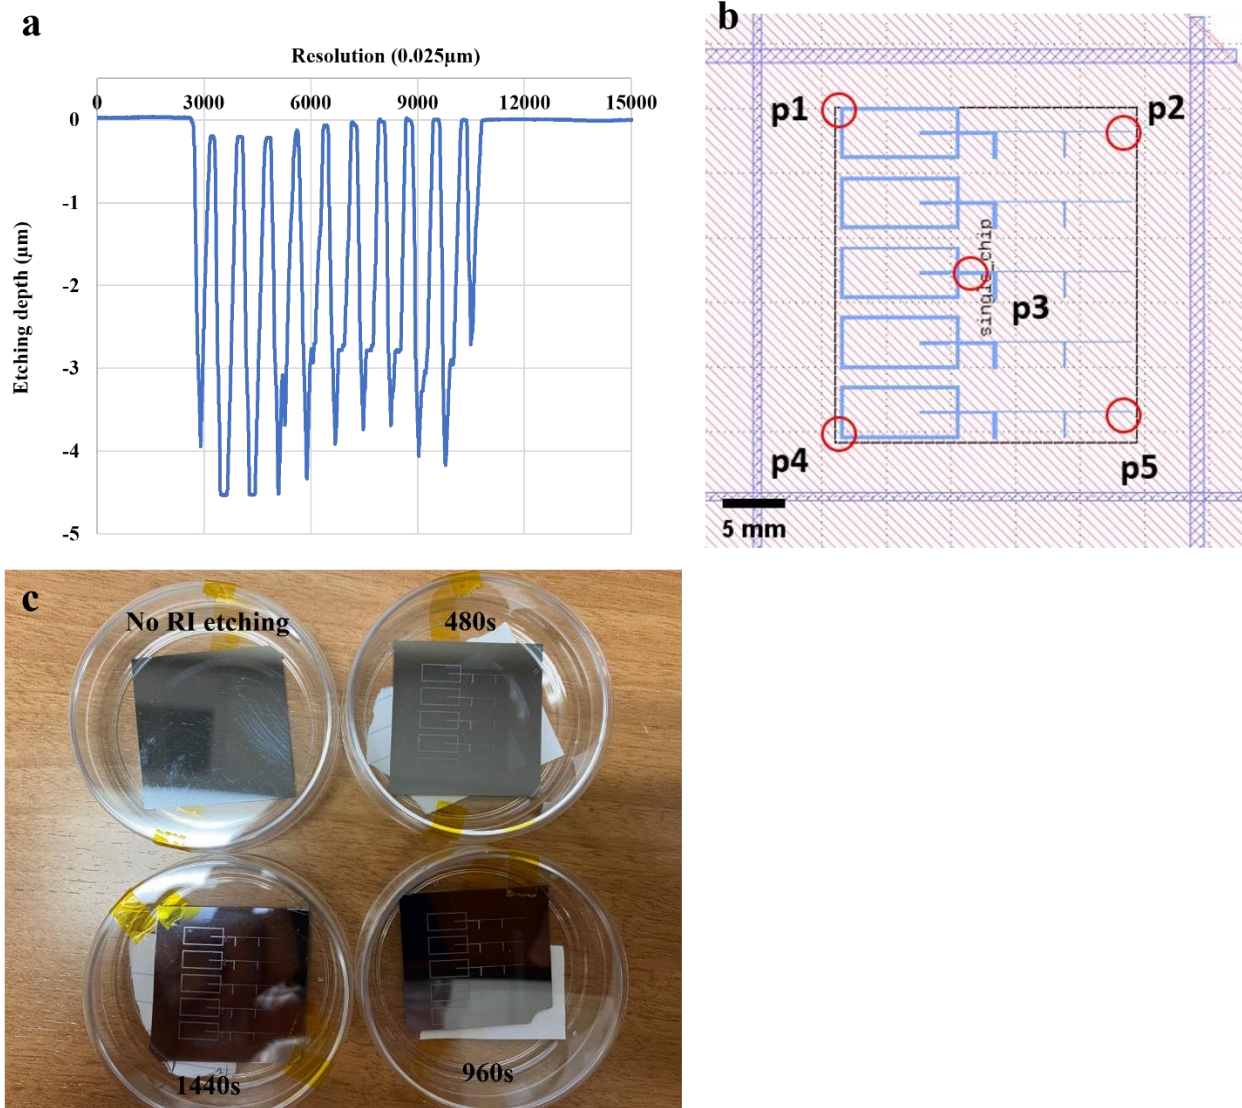 a
Resolution (0.025μm)
0 3000 6000 9000 12000 15000
0
-1
-2
-3
-4
-5
Etching depth (μm)
b
p1
p2
single_chip
p3
p4
p5
5 mm
c
No RI etching
480s
1440s
960s